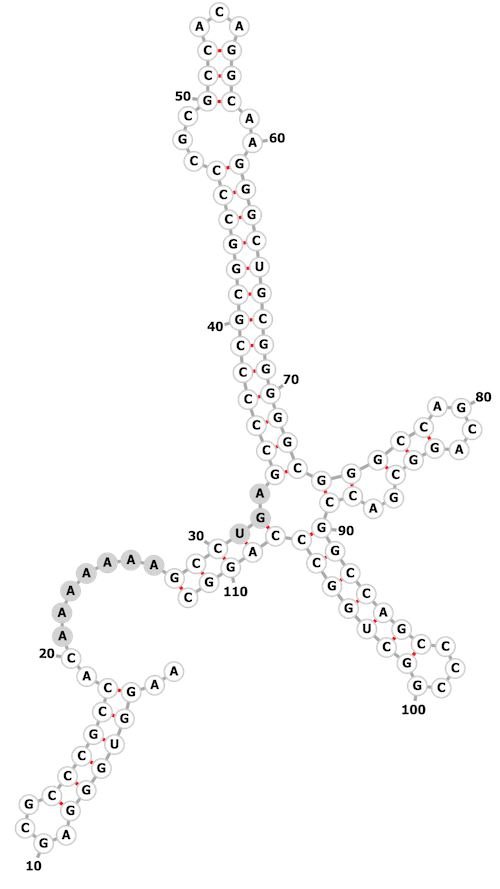 A A G G U G G G A G
10
C G C C C G C C A C
20
A A A A A A A G C C
30
U G A G C C C C C G
40
C G G C C C C G C G
50
C C A C A G G C A A
60
G G G C U G C G G G
70
G G C G G G C C A G
80
C A G G C G A C C G
90
G C C A G C C C C G
100
G C U G G C C C A G
110
G C